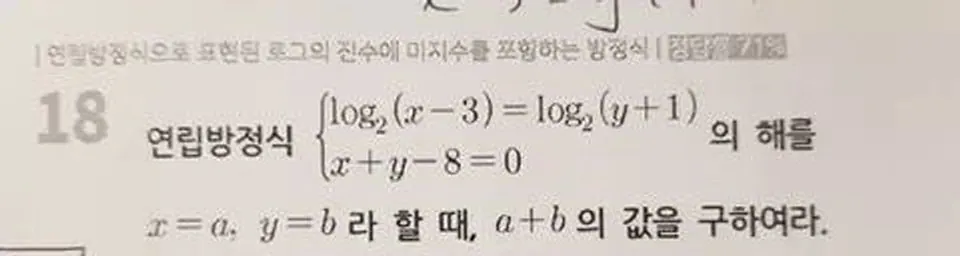 | 연립방정식으로 표현된 로그의 진수에 미지수를 포함하는 방정식 |
18 연립방정식 { log₂(x-3)=log₂(y+1) 의 해를
x+y-8=0
x=a, y=b 라 할 때, a+b 의 값을 구하여라.